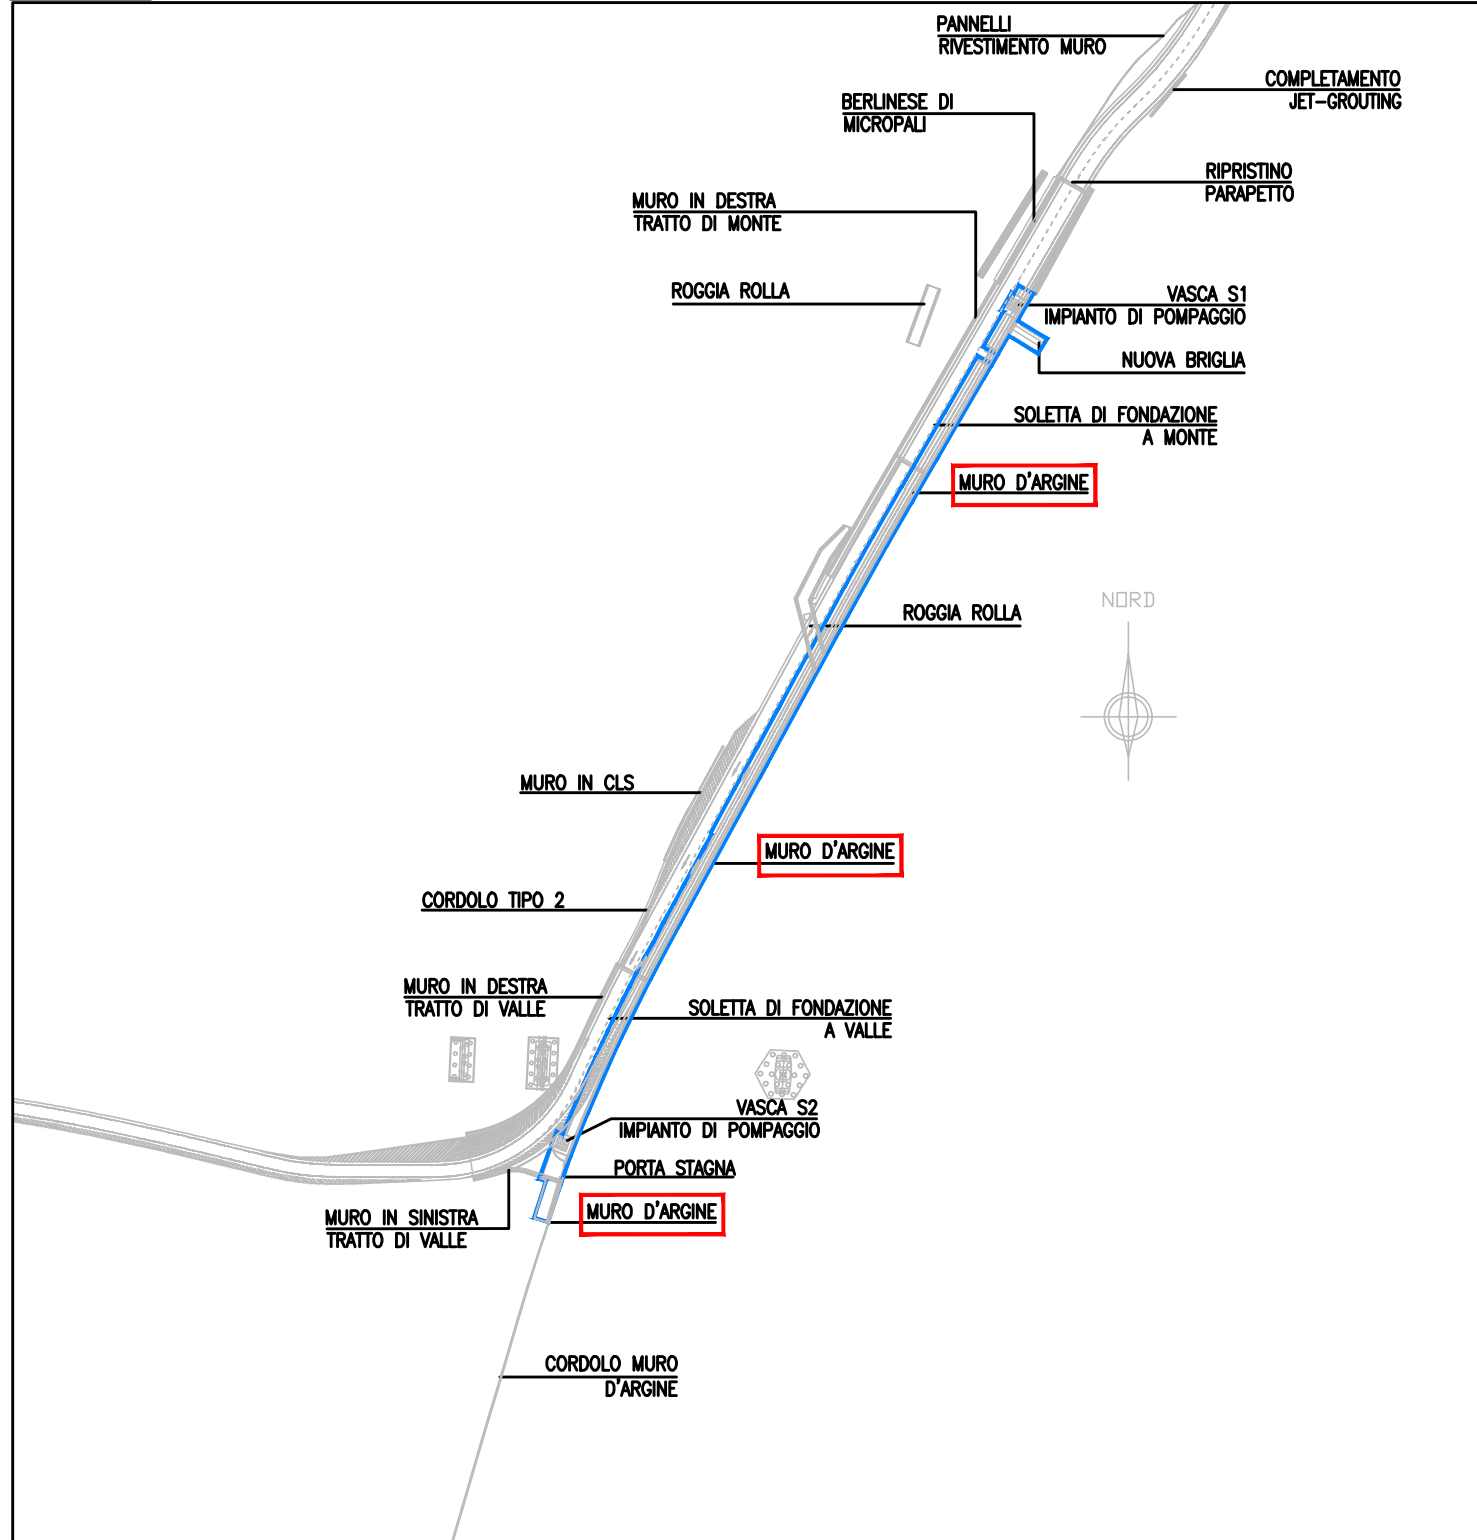 PANNELLI
RIVESTIMENTO MURO
COMPLETAMENTO
JET-GROUTING
BERLINESE DI
MICROPALI
RIPRISTINO
PARAPETTO
MURO IN DESTRA
TRATTO DI MONTE
ROGGIA ROLLA
VASCA S1
IMPIANTO DI POMPAGGIO
NUOVA BRIGLIA
SOLETTA DI FONDAZIONE
A MONTE
MURO D'ARGINE
NORD
ROGGIA ROLLA
MURO IN CLS
MURO D'ARGINE
CORDOLO TIPO 2
MURO IN DESTRA
TRATTO DI VALLE
SOLETTA DI FONDAZIONE
A VALLE
VASCA S2
IMPIANTO DI POMPAGGIO
PORTA STAGNA
MURO D'ARGINE
MURO IN SINISTRA
TRATTO DI VALLE
CORDOLO MURO
D'ARGINE